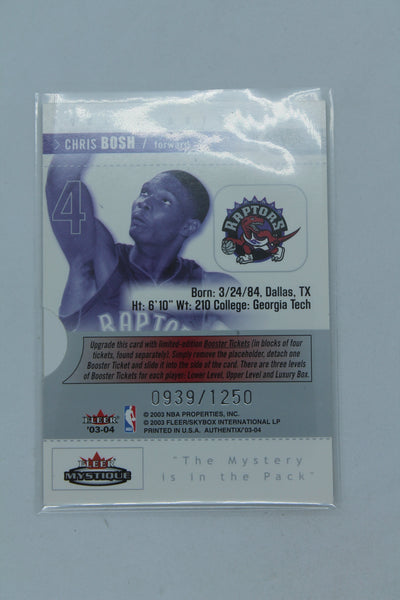 > CHRIS BOSH / forward
4
RAPTORS
Born: 3/24/84, Dallas, TX
Ht: 6'10" Wt: 210 College: Georgia Tech
RAPTO
Upgrade this card with limited-edition Booster Tickets (in blocks of four
tickets, found separately). Simply remove the placeholder, detach one
Booster Ticket and slide it into the side of the card. There are three levels
of Booster Tickets for each player: Lower Level, Upper Level and Luxury Box.
0939/1250
FLEER
'03-04
NBA
© 2003 NBA PROPERTIES, INC.
© 2003 FLEER/SKYBOX INTERNATIONAL LP
PRINTED IN U.S.A. AUTHENTIX/'03-04
FLEER
MYSTIQUE
"The Mystery
is in the Pack"